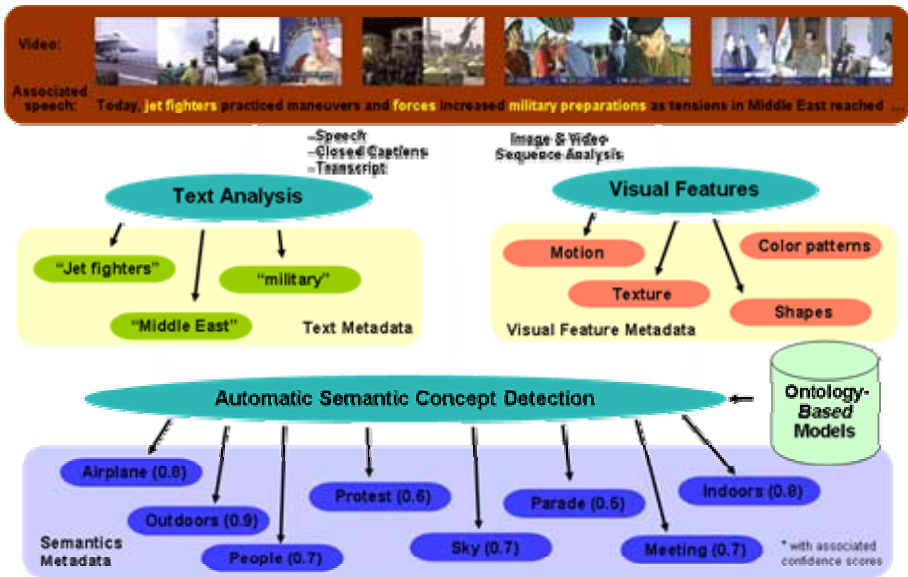 Video:
Associated speech:
Today, jet fighters practiced maneuvers and forces increased military preparations as tensions in Middle East reached ...
–Speech
–Closed Captions
–Transcript
Image & Video
Sequence Analysis
Text Analysis
Visual Features
"Jet fighters"
"military"
"Middle East"
Text Metadata
Motion
Color patterns
Texture
Shapes
Visual Feature Metadata
Automatic Semantic Concept Detection
Ontology-
Based
Models
Airplane (0.8)
Outdoors (0.9)
People (0.7)
Protest (0.6)
Sky (0.7)
Parade (0.5)
Meeting (0.7)
Indoors (0.8)
Semantics
Metadata
* with associated
confidence scores